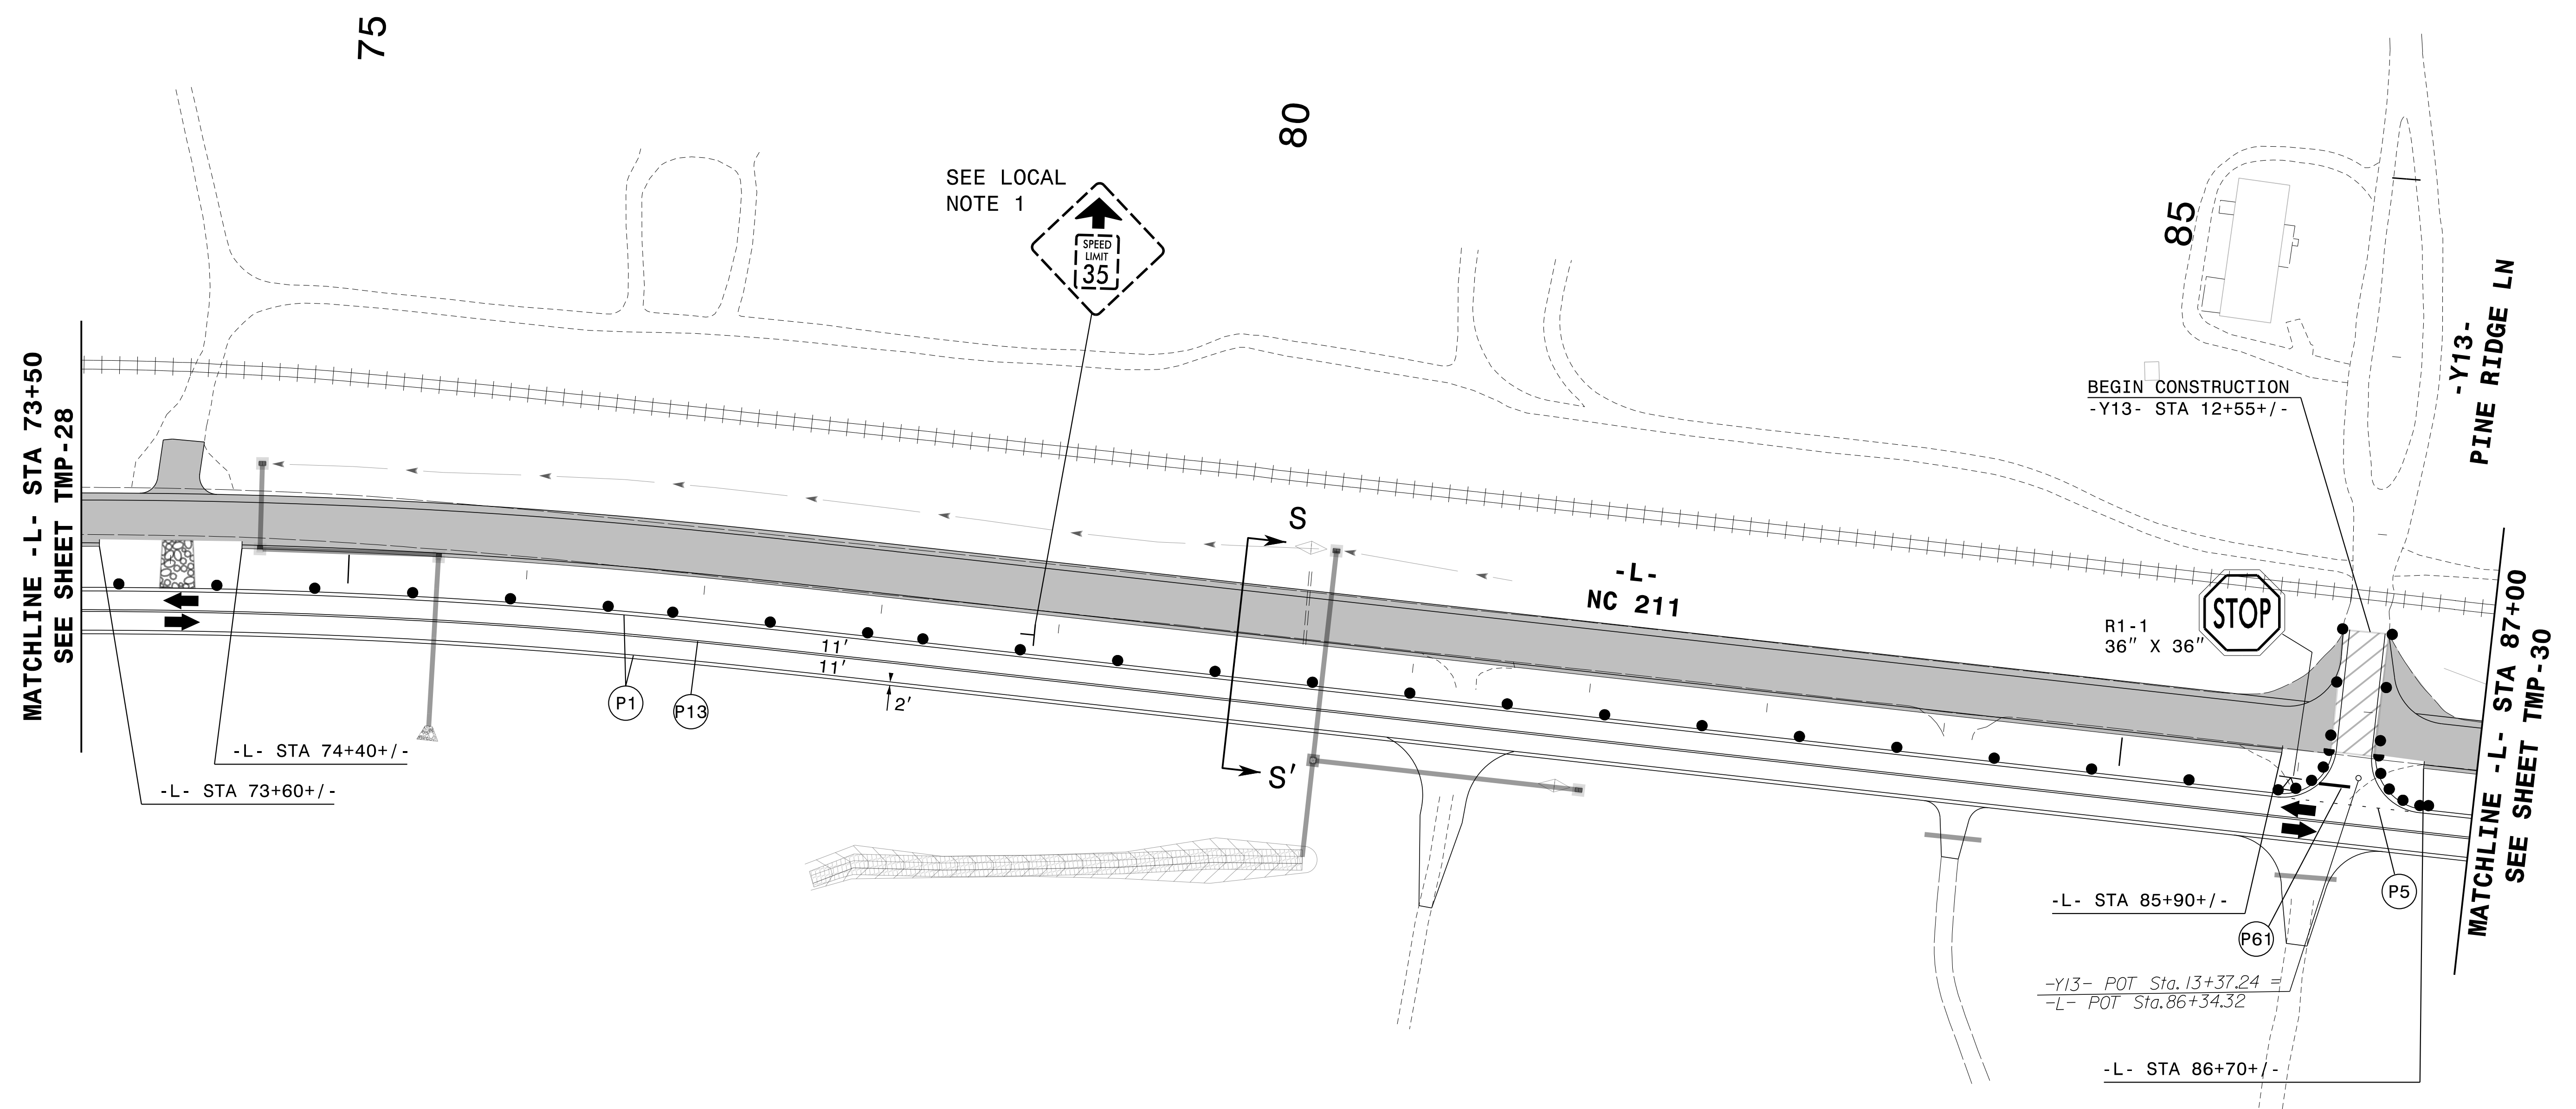 75
80
85
SEE LOCAL
NOTE 1
SPEED
LIMIT
35
MATCHLINE -L- STA 73+50
SEE SHEET TMP-28
BEGIN CONSTRUCTION
-Y13- STA 12+55+/-
-Y13-
PINE RIDGE LN
S
-L-
NC 211
R1-1
36" X 36"
STOP
MATCHLINE -L- STA 87+00
SEE SHEET TMP-30
11'
11'
2'
P1
P13
S'
-L- STA 74+40+/-
-L- STA 73+60+/-
-L- STA 85+90+/-
P5
P61
-Y13- POT Sta. 13+37.24 =
-L- POT Sta. 86+34.32
-L- STA 86+70+/-